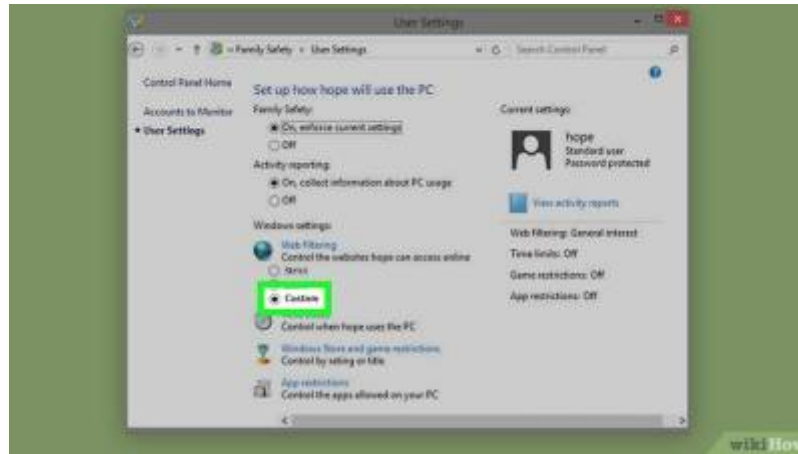 User Settings
Family Safety User Settings
Search Control Panel
Control Panel Home
Accounts to Monitor
User Settings
Set up how hope will use the PC
Family Safety:
On, enforce current settings
Off
Activity reporting:
On, collect information about PC usage
Off
Windows settings:
Web filtering
Control the websites hope can access online
Strict
Custom
Control when hope uses the PC
Windows Store and game restrictions
Control by rating or title
App restrictions
Control the apps allowed on your PC
Current settings:
hope
Standard user
Password protected
View activity reports
Web filtering: General interest
Time limits: Off
Game restrictions: Off
App restrictions: Off
wikiHow